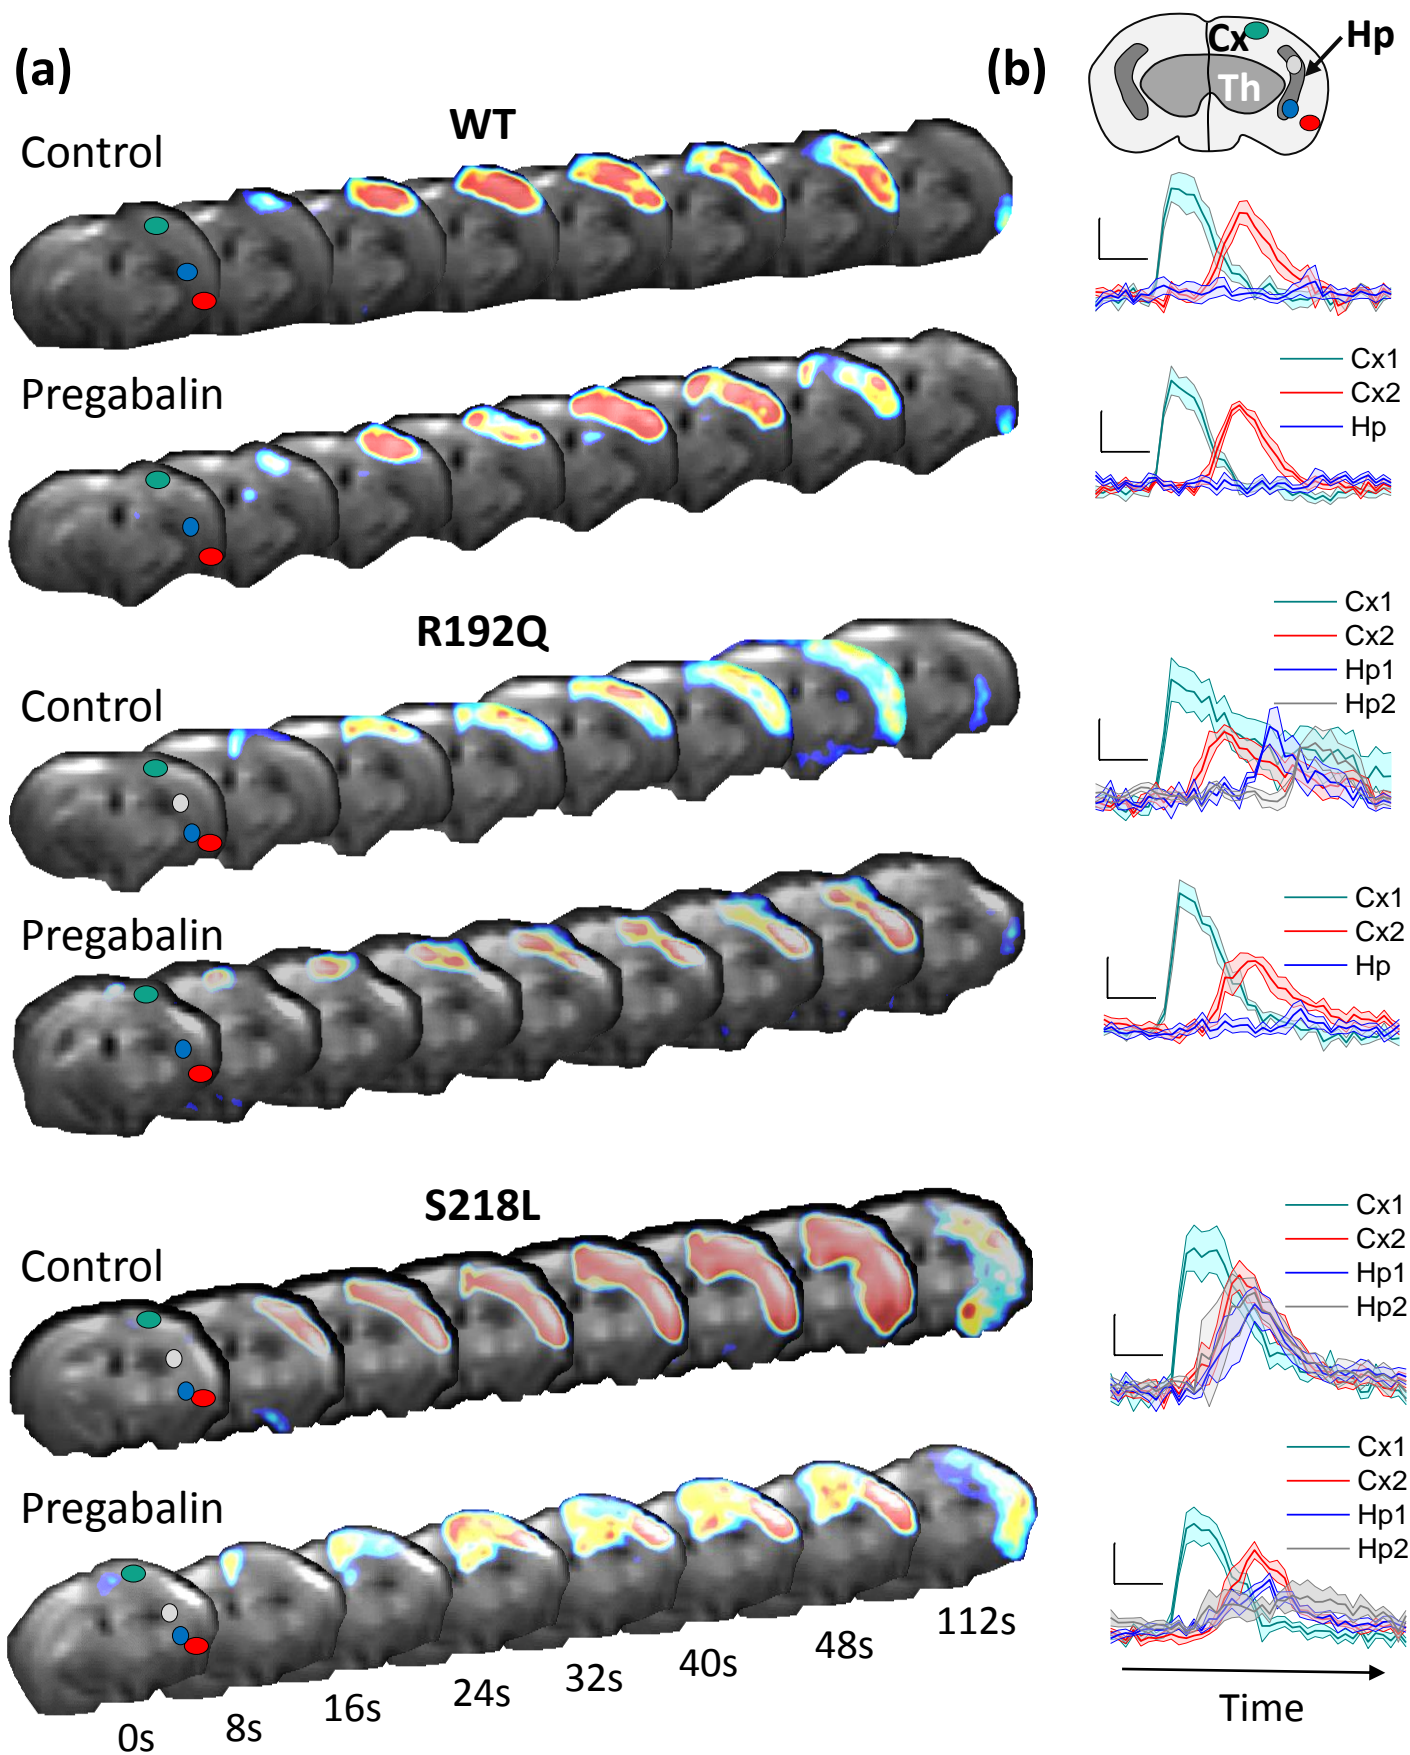 (a)
WT
Control
Pregabalin
R192Q
Control
Pregabalin
S218L
Control
Pregabalin
0s
8s
16s
24s
32s
40s
48s
112s
(b)
Cx
Hp
Th
Cx1
Cx2
Hp
Cx1
Cx2
Hp1
Hp2
Cx1
Cx2
Hp
Cx1
Cx2
Hp1
Hp2
Cx1
Cx2
Hp1
Hp2
Time